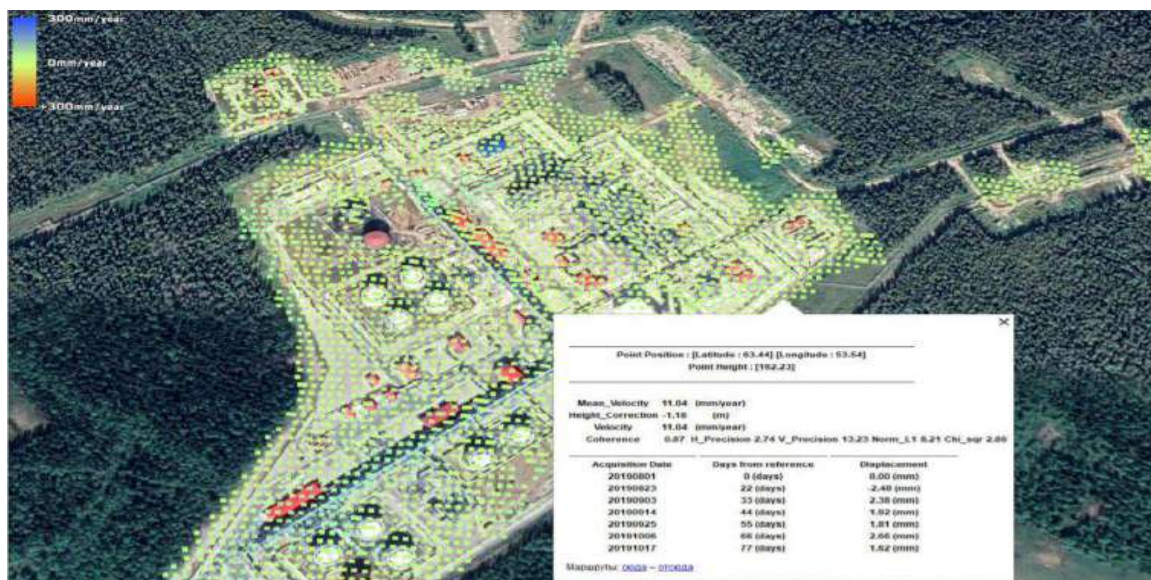 300mm/year
0mm/year
+300mm/year
Point Position : [Latitude : 63.44] [Longitude : 53.54]
Point Height : [162.23]
Mean_Velocity 11.04 (mm/year)
Height_Correction -1.18 (m)
Velocity 11.04 (mm/year)
Coherence 0.87 H_Precision 2.74 V_Precision 13.23 Norm_L1 8.21 Chi_sqr 2.86
Acquisition Date Days from reference Displacement
20190801 0 (days) 0.00 (mm)
20190823 22 (days) -2.48 (mm)
20190903 33 (days) 2.38 (mm)
20190914 44 (days) 1.92 (mm)
20190925 55 (days) 1.81 (mm)
20191006 66 (days) 2.66 (mm)
20191017 77 (days) 1.62 (mm)
Маршруты: сюда – отсюда